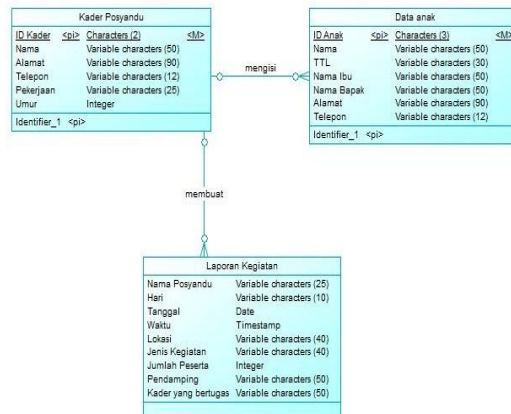 Kader Posyandu
ID Kader <pi> Characters (2) <M>
Nama Variable characters (50)
Alamat Variable characters (90)
Telepon Variable characters (12)
Pekerjaan Variable characters (25)
Umur Integer
Identifier_1 <pi>
mengisi
Data anak
ID Anak <pi> Characters (3) <M>
Nama Variable characters (50)
TTL Variable characters (30)
Nama Ibu Variable characters (50)
Nama Bapak Variable characters (50)
Alamat Variable characters (90)
Telepon Variable characters (12)
Identifier_1 <pi>
membuat
Laporan Kegiatan
Nama Posyandu Variable characters (25)
Hari Variable characters (10)
Tanggal Date
Waktu Timestamp
Lokasi Variable characters (40)
Jenis Kegiatan Variable characters (40)
Jumlah Peserta Integer
Pendamping Variable characters (50)
Kader yang bertugas Variable characters (50)